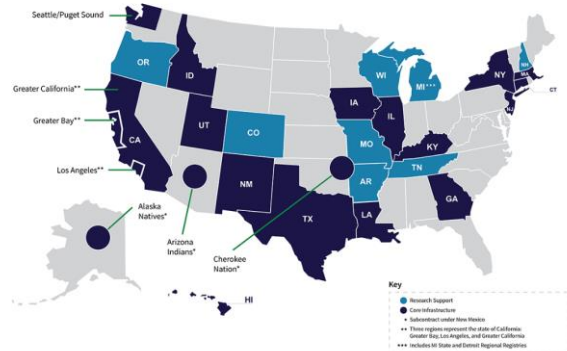 Seattle/Puget Sound
OR
ID
WI
MI***
NY
NH
MA
CT
NJ
Greater California**
Greater Bay**
CA
UT
CO
IA
IL
MO
KY
TN
Los Angeles**
NM
AR
GA
TX
LA
Alaska
Natives*
Arizona
Indians*
Cherokee
Nation*
HI
Key
Research Support
Core Infrastructure
* Subcontract under New Mexico
** Three regions represent the state of California:
Greater Bay, Los Angeles, and Greater California
*** Includes MI State and Detroit Regional Registries